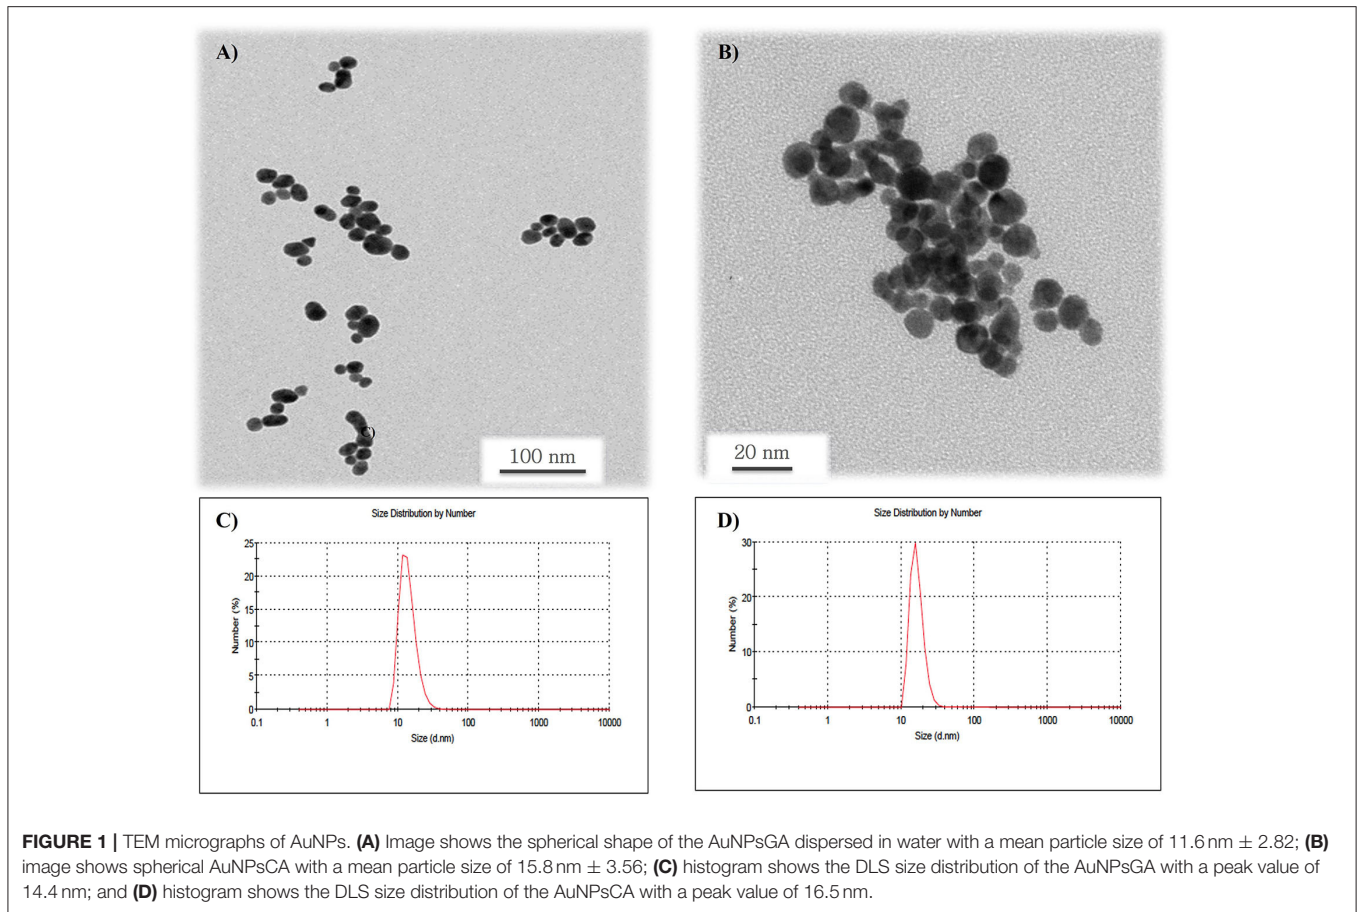 A)
B)
C)
100 nm
20 nm
C)
Size Distribution by Number
25
20
15
10
5
0
Number (%)
0.1 1 10 100 1000 10000
Size (d.nm)
D)
Size Distribution by Number
30
20
10
0
Number (%)
0.1 1 10 100 1000 10000
Size (d.nm)
FIGURE 1 | TEM micrographs of AuNPs. (A) Image shows the spherical shape of the AuNPsGA dispersed in water with a mean particle size of 11.6 nm ± 2.82; (B)
image shows spherical AuNPsCA with a mean particle size of 15.8 nm ± 3.56; (C) histogram shows the DLS size distribution of the AuNPsGA with a peak value of
14.4 nm; and (D) histogram shows the DLS size distribution of the AuNPsCA with a peak value of 16.5 nm.